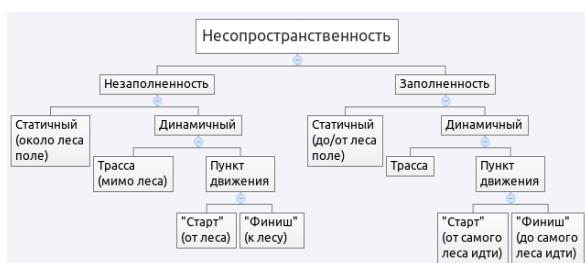 Несопространственность
Незаполненность
Заполненность
Статичный
(около леса
поле)
Динамичный
Статичный
(до/от леса
поле)
Динамичный
Трасса
(мимо леса)
Пункт
движения
Трасса
Пункт
движения
"Старт"
(от леса)
"Финиш"
(к лесу)
"Старт"
(от самого
леса идти)
"Финиш"
(до самого
леса идти)